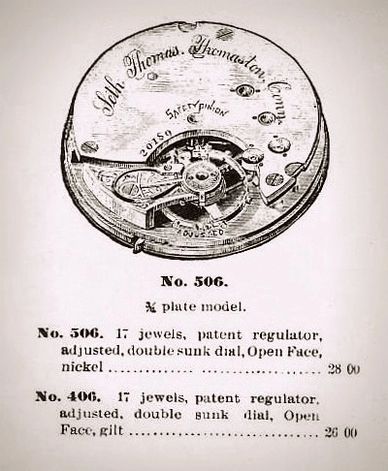 Seth Thomas. Thomaston, Conn.
SAFETY PINION
20180
ADJUSTED
No. 506.
¾ plate model.
No. 506. 17 jewels, patent regulator,
adjusted, double sunk dial, Open Face,
nickel .................................... 28 00
No. 406. 17 jewels, patent regulator.
adjusted, double sunk dial, Open
Face, gilt ................................ 26 00